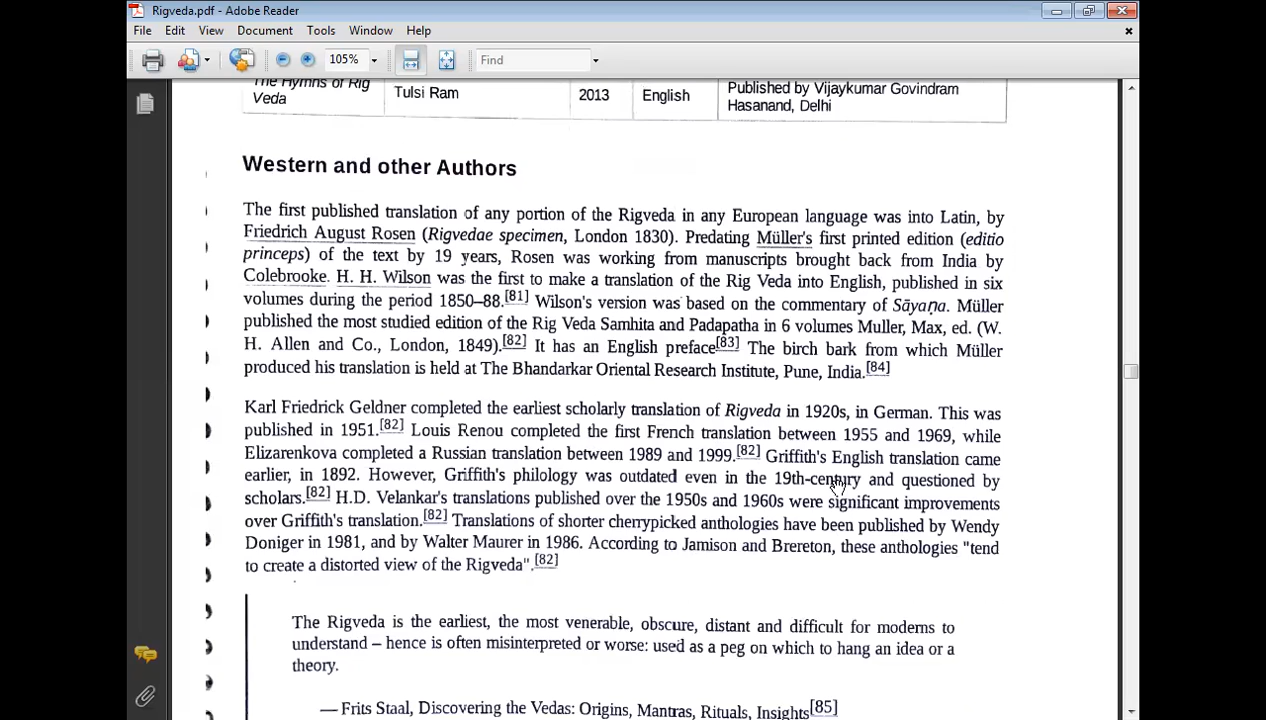 Rigveda.pdf - Adobe Reader
File Edit View Document Tools Window Help
105% Find
The Hymns of Rig Veda Tulsi Ram 2013 English Published by Vijaykumar Govindram Hasanand, Delhi
Western and other Authors
The first published translation of any portion of the Rigveda in any European language was into Latin, by
Friedrich August Rosen (Rigvedae specimen, London 1830). Predating Müller's first printed edition (editio
princeps) of the text by 19 years, Rosen was working from manuscripts brought back from India by
Colebrooke. H. H. Wilson was the first to make a translation of the Rig Veda into English, published in six
volumes during the period 1850–88.[81] Wilson's version was based on the commentary of Sāyaṇa. Müller
published the most studied edition of the Rig Veda Samhita and Padapatha in 6 volumes Muller, Max, ed. (W.
H. Allen and Co., London, 1849).[82] It has an English preface[83] The birch bark from which Müller
produced his translation is held at The Bhandarkar Oriental Research Institute, Pune, India.[84]
Karl Friedrick Geldner completed the earliest scholarly translation of Rigveda in 1920s, in German. This was
published in 1951.[82] Louis Renou completed the first French translation between 1955 and 1969, while
Elizarenkova completed a Russian translation between 1989 and 1999.[82] Griffith's English translation came
earlier, in 1892. However, Griffith's philology was outdated even in the 19th-century and questioned by
scholars.[82] H.D. Velankar's translations published over the 1950s and 1960s were significant improvements
over Griffith's translation.[82] Translations of shorter cherrypicked anthologies have been published by Wendy
Doniger in 1981, and by Walter Maurer in 1986. According to Jamison and Brereton, these anthologies "tend
to create a distorted view of the Rigveda".[82]
The Rigveda is the earliest, the most venerable, obscure, distant and difficult for moderns to
understand – hence is often misinterpreted or worse: used as a peg on which to hang an idea or a
theory.
— Frits Staal, Discovering the Vedas: Origins, Mantras, Rituals, Insights[85]